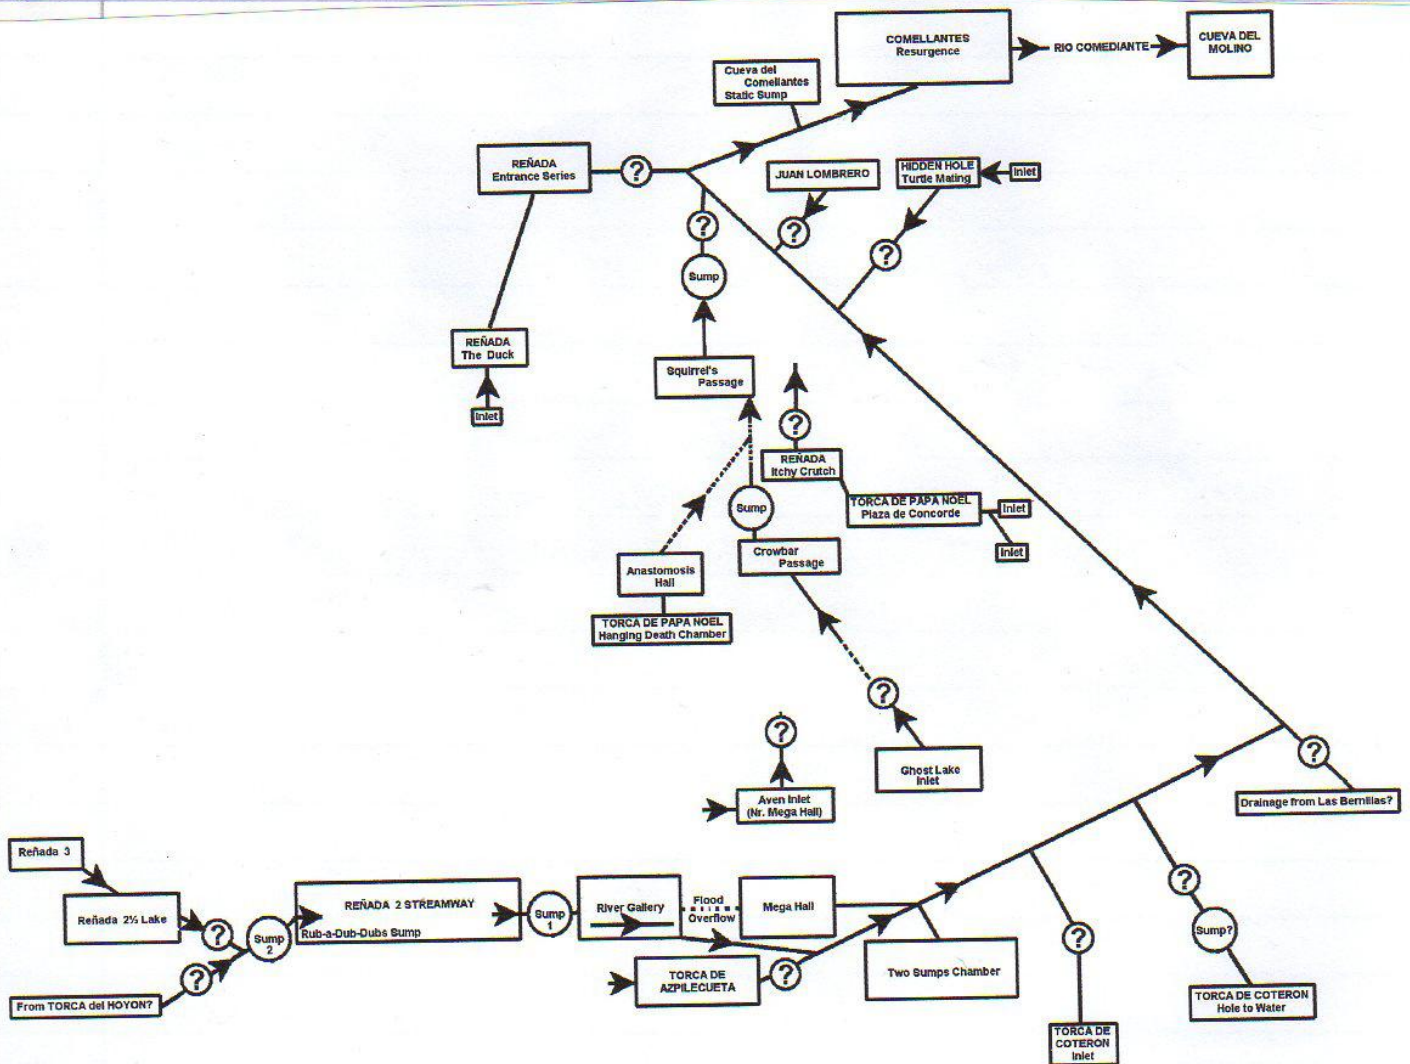 COMELLANTES
Resurgence
RIO COMEDIANTE
CUEVA DEL
MOLINO
Cueva del
Comellantes
Static Sump
REÑADA
Entrance Series
?
JUAN LOMBRERO
HIDDEN HOLE
Turtle Mating
Inlet
?
?
?
Sump
REÑADA
The Duck
Inlet
Squirrel's
Passage
?
REÑADA
Itchy Crutch
TORCA DE PAPA NOEL
Plaza de Concorde
Inlet
Inlet
Sump
Crowbar
Passage
Anastomosis
Hall
TORCA DE PAPA NOEL
Hanging Death Chamber
?
Ghost Lake
Inlet
?
Aven Inlet
(Nr. Mega Hall)
?
Drainage from Las Bernillas?
Reñada 3
Reñada 2½ Lake
?
Sump
2
?
From TORCA del HOYON?
REÑADA 2 STREAMWAY
Rub-a-Dub-Dubs Sump
Sump
1
River Gallery
Flood
Overflow
Mega Hall
TORCA DE
AZPILECUETA
?
Two Sumps Chamber
?
TORCA DE
COTERON
Inlet
?
Sump?
TORCA DE COTERON
Hole to Water